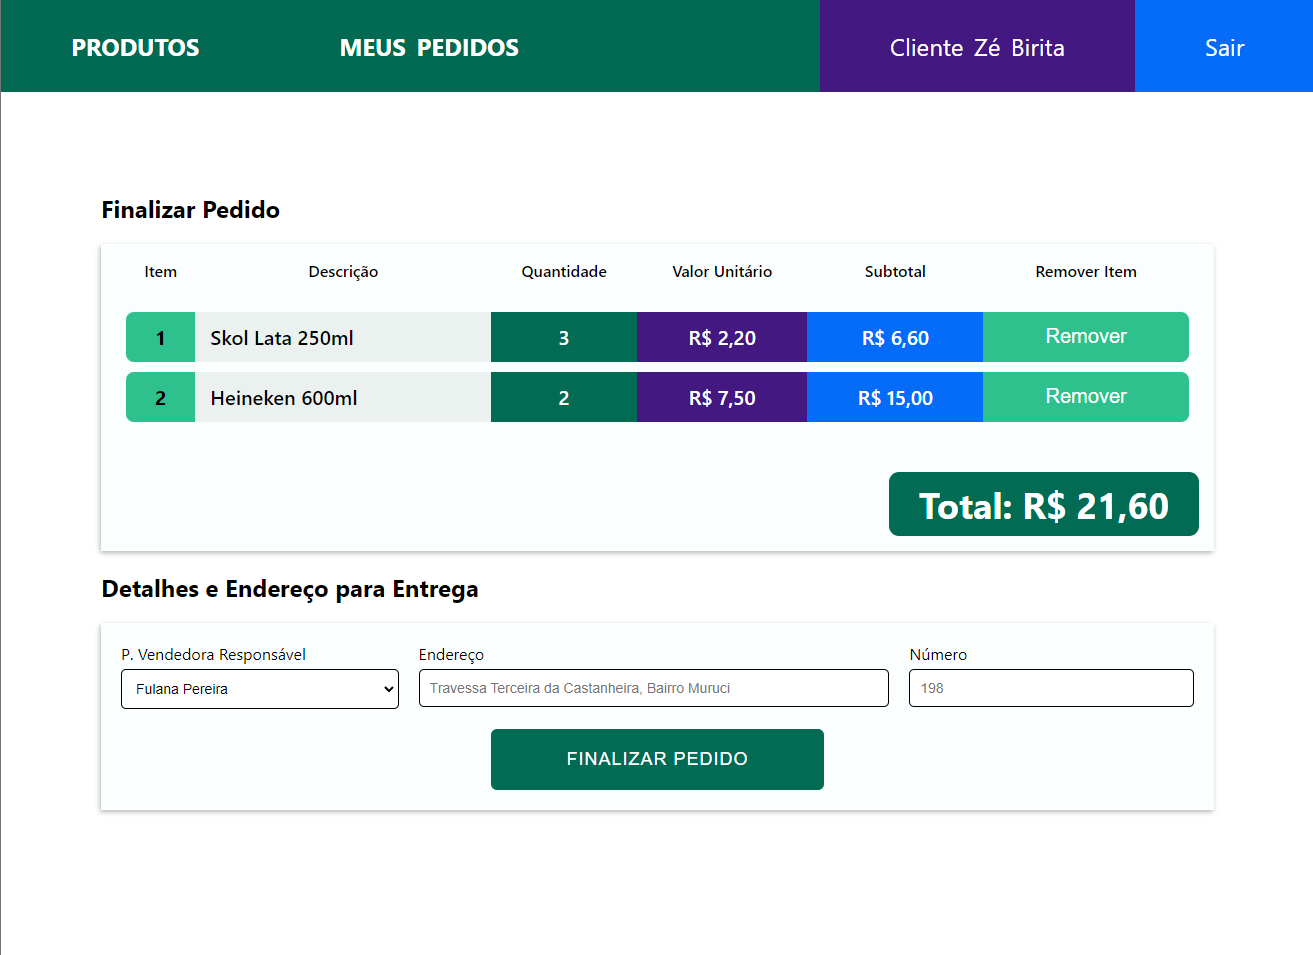 PRODUTOS MEUS PEDIDOS Cliente Zé Birita Sair
Finalizar Pedido
Item Descrição Quantidade Valor Unitário Subtotal Remover Item
1 Skol Lata 250ml 3 R$ 2,20 R$ 6,60 Remover
2 Heineken 600ml 2 R$ 7,50 R$ 15,00 Remover
Total: R$ 21,60
Detalhes e Endereço para Entrega
P. Vendedora Responsável Endereço Número
Fulana Pereira Travessa Terceira da Castanheira, Bairro Muruci 198
FINALIZAR PEDIDO